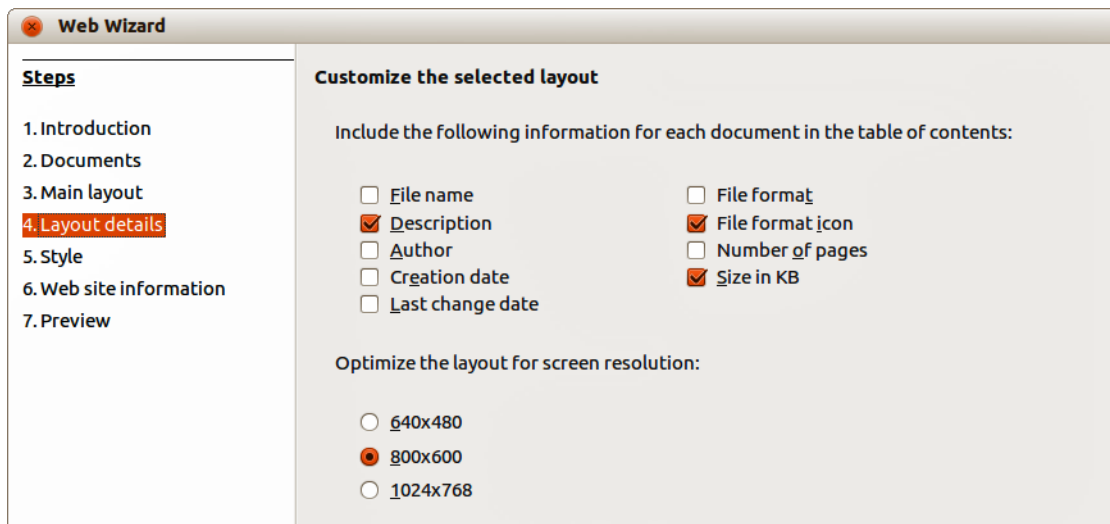 Web Wizard
Steps
1. Introduction
2. Documents
3. Main layout
4. Layout details
5. Style
6. Web site information
7. Preview
Customize the selected layout
Include the following information for each document in the table of contents:
File name
Description
Author
Creation date
Last change date
File format
File format icon
Number of pages
Size in KB
Optimize the layout for screen resolution:
640x480
800x600
1024x768